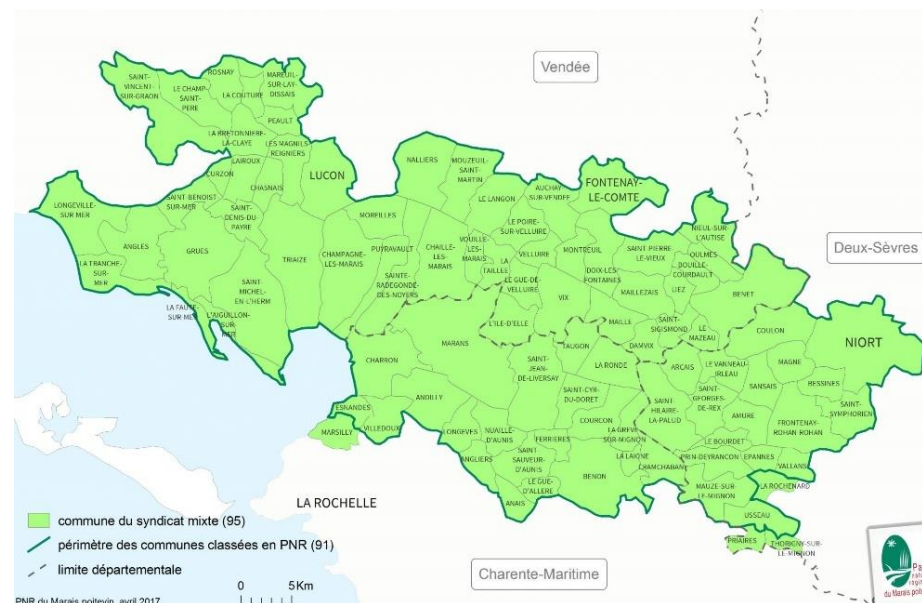 Vendée
Deux-Sèvres
Charente-Maritime
SAINT-
VINCENT-
SUR-GRAON
LE CHAMP-
SAINT-
PERE
ROSNAY
LA COUTURE
MAREUIL-
SUR-LAY-
DISSAIS
PEAULT
LA BRETONNIERE-
LA-CLAYE
LES MAGNILS-
REIGNIERS
LAIROUX
CURZON
CHASNAIS
LUCON
NALLIERS
MOUZEUIL-
SAINT-
MARTIN
LE LANGON
AUCHAY-
SUR-VENDEE
FONTENAY-
LE-COMTE
LONGEVILLE-
SUR MER
SAINT-BENOIST
SUR-MER
SAINT-
DENIS-DU-
PAYRE
MOREILLES
LE POIRE-
SUR-VELLUIRE
NIEUL-SUR-
L'AUTISE
ANGLES
GRUES
TRIAIZE
CHAMPAGNE-
LES-MARAIS
PUYRAVAULT
CHAILLE-
LES-
MARAIS
VOUILLE-
LES-
MARAIS
VELLUIRE
MONTREUIL
SAINT PIERRE
LE-VIEUX
OULMES
DOUILLE-
COURDAULT
LA TRANCHE-
SUR-
MER
SAINTE-
RADEGONDE-
DES-NOYERS
LA
TAILLEE
LE GUE-DE-
VELLUIRE
DOIX-LES
FONTAINES
MAILLEZAIS
LIEZ
BENET
SAINT
MICHEL-
EN-L'HERM
LA FAUTE-
SUR-MER
L'AIGUILLON-
SUR-
MER
VIX
MAILLE
SAINT-
SIGISMOND
LE
MAZEAU
COULON
L'ILE-D'ELLE
DAMVIX
NIORT
MARANS
TAUGON
CHARRON
SAINT-
JEAN-
DE-LIVERSAY
LA RONDE
ARCAIS
LE VANNEAU-
IRLEAU
MAGNE
SANSAIS
BESSINES
SAINT-
GEORGES-
DE-REX
SAINT-
SYMPHORIEN
ANDILLY
SAINT-CYR
DU-DORET
SAINT-
HILAIRE-
LA-PALUD
AMURE
FRONTENAY-
ROHAN-ROHAN
ESNANDES
VILLEDOUX
MARSILLY
COURCON
LONGEVES
NUAILLE-
D'AUNIS
FERRIERES
LA GREVE
SUR-MIGNON
LE BOURDET
PRIN-DEYRANCON
EPANNES
VALLANS
ANGLIERS
SAINT
SAUVEUR-
D'AUNIS
LA LAIGNE
CRAMCHABAN
LE GUE-
D'ALLERE
BENON
MAUZE-SUR-
LE-MIGNON
LA ROCHENARD
ANAIS
USSEAU
PRIAIRES
THORIGNY-SUR-
LE-MIGNON
LA ROCHELLE
commune du syndicat mixte (95)
périmètre des communes classées en PNR (91)
limite départementale
0 5Km
PNR du Marais poitevin, avril 2017
du Marais poit